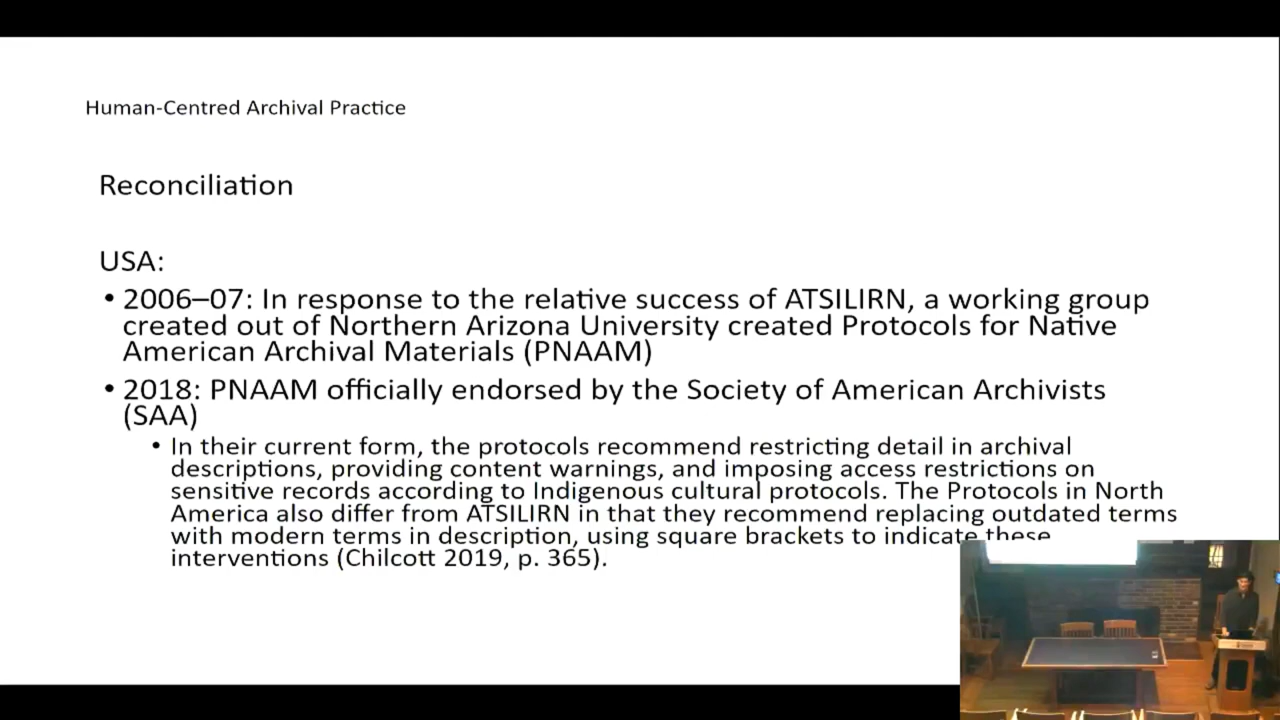 Human-Centred Archival Practice
Reconciliation
USA:
• 2006–07: In response to the relative success of ATSILIRN, a working group
created out of Northern Arizona University created Protocols for Native
American Archival Materials (PNAAM)
• 2018: PNAAM officially endorsed by the Society of American Archivists
(SAA)
• In their current form, the protocols recommend restricting detail in archival
descriptions, providing content warnings, and imposing access restrictions on
sensitive records according to Indigenous cultural protocols. The Protocols in North
America also differ from ATSILIRN in that they recommend replacing outdated terms
with modern terms in description, using square brackets to indicate these
interventions (Chilcott 2019, p. 365).